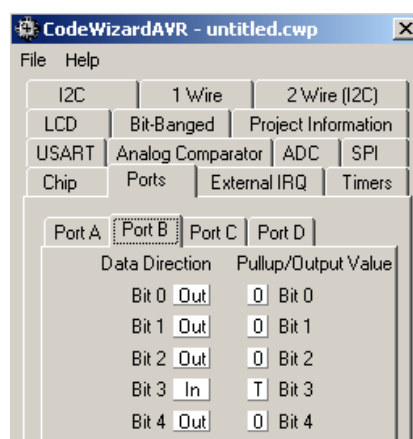 CodeWizardAVR - untitled.cwp
File Help
I2C 1 Wire 2 Wire (I2C)
LCD Bit-Banged Project Information
USART Analog Comparator ADC SPI
Chip Ports External IRQ Timers
Port A Port B Port C Port D
Data Direction Pullup/Output Value
Bit 0 Out 0 Bit 0
Bit 1 Out 0 Bit 1
Bit 2 Out 0 Bit 2
Bit 3 In T Bit 3
Bit 4 Out 0 Bit 4